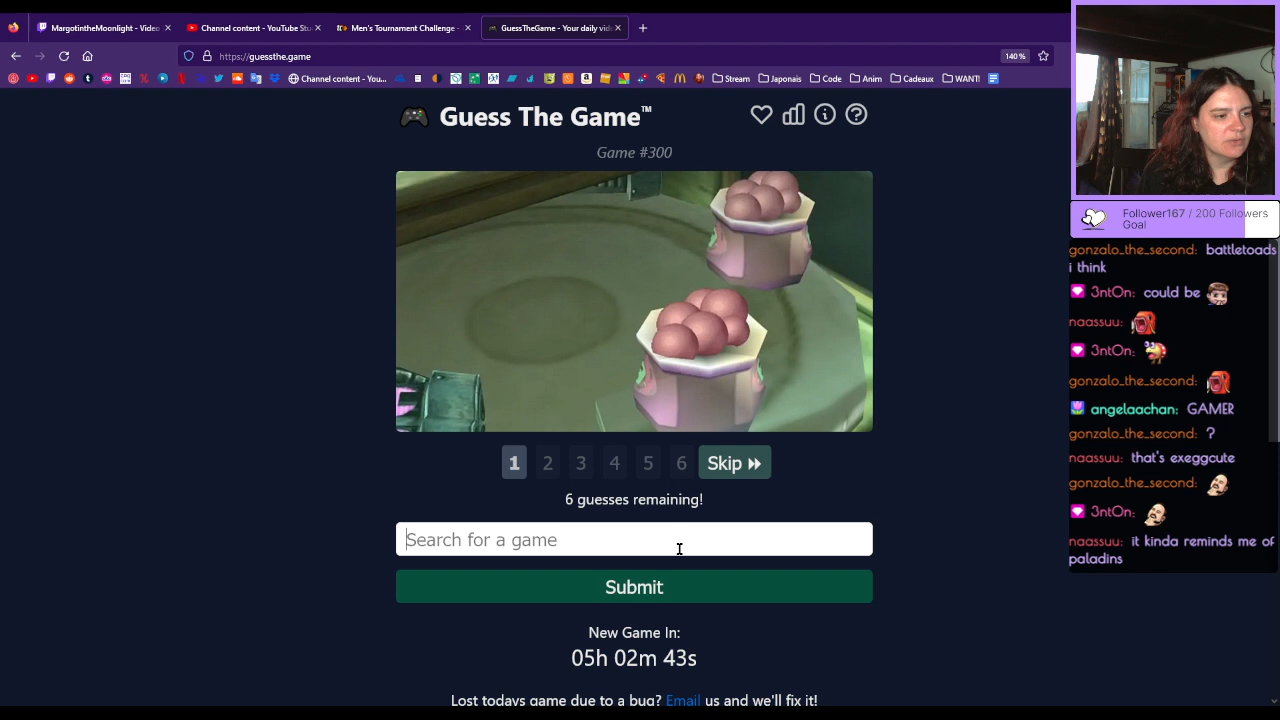 MargotintheMoonlight - Video
Channel content - YouTube Stu
Men's Tournament Challenge -
GuessTheGame - Your daily vide
https://guessthe.game
140%
Channel content - You...
Stream
Japonais
Code
Anim
Cadeaux
WANT!
Guess The Game™
Game #300
1 2 3 4 5 6 Skip
6 guesses remaining!
Search for a game
Submit
New Game In:
05h 02m 43s
Lost todays game due to a bug? Email us and we'll fix it!
Follower167 / 200 Followers
Goal
gonzalo_the_second: battletoads
i think
3ntOn: could be
naassuu:
3ntOn:
gonzalo_the_second:
angelaachan: GAMER
gonzalo_the_second: ?
naassuu: that's exeggcute
gonzalo_the_second:
3ntOn:
naassuu: it kinda reminds me of
paladins